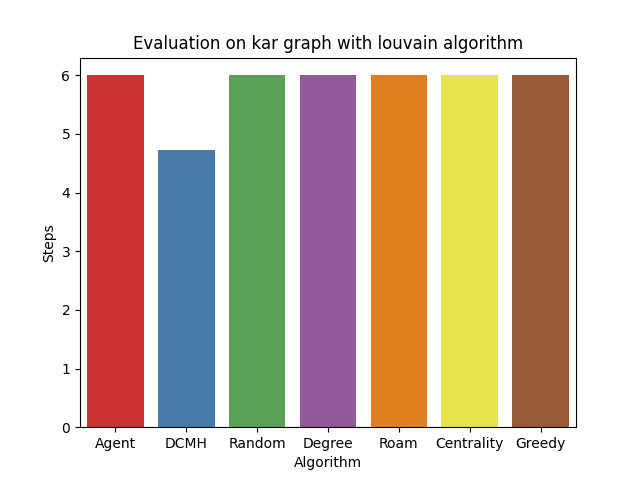 Evaluation on kar graph with louvain algorithm
6
5
4
3
2
1
0
Steps
Agent DCMH Random Degree Roam Centrality Greedy
Algorithm